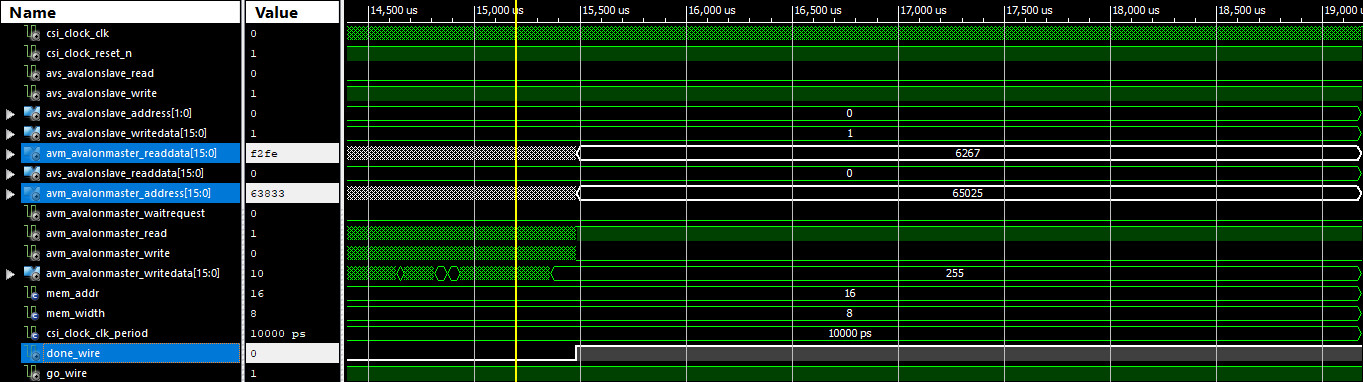 Name Value 14,500 us 15,000 us 15,500 us 16,000 us 16,500 us 17,000 us 17,500 us 18,000 us 18,500 us 19,000 u
csi_clock_clk 0
csi_clock_reset_n 1
avs_avalonslave_read 0
avs_avalonslave_write 1
avs_avalonslave_address[1:0] 0 0
avs_avalonslave_writedata[15:0] 1 1
avm_avalonmaster_readdata[15:0] f2fe 6267
avs_avalonslave_readdata[15:0] 0 0
avm_avalonmaster_address[15:0] 63833 65025
avm_avalonmaster_waitrequest 0
avm_avalonmaster_read 1
avm_avalonmaster_write 0
avm_avalonmaster_writedata[15:0] 10 255
mem_addr 16 16
mem_width 8 8
csi_clock_clk_period 10000 ps 10000 ps
done_wire 0
go_wire 1